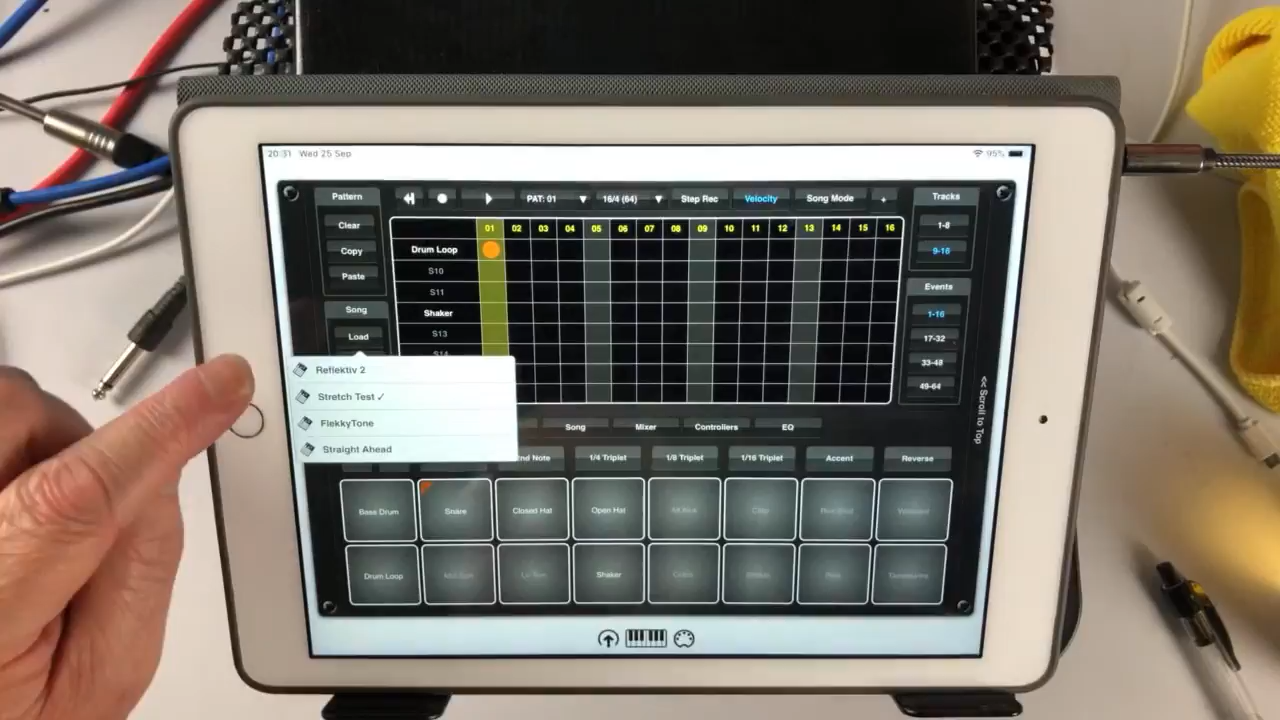 20:31 Wed 25 Sep
95%
Pattern
PAT: 01
16/4 (64)
Step Rec
Velocity
Song Mode
+
Tracks
Clear
Copy
Paste
01 02 03 04 05 06 07 08 09 10 11 12 13 14 15 16
1-8
9-16
Drum Loop
S10
S11
Shaker
S13
S14
Events
1-16
17-32
33-48
49-64
Song
Load
<< Scroll to Top
Reflektiv 2
Stretch Test ✓
FlekkyTone
Straight Ahead
Song
Mixer
Controllers
EQ
2nd Note
1/4 Triplet
1/8 Triplet
1/16 Triplet
Accent
Reverse
Bass Drum
Snare
Closed Hat
Open Hat
Clap
Drum Loop
Shaker